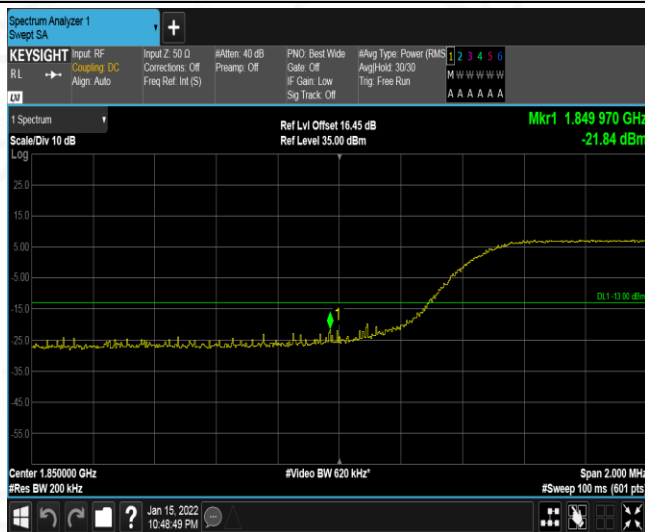 Spectrum Analyzer 1
Swept SA
+
KEYSIGHT
RL
LXI
Input: RF
Coupling: DC
Align: Auto
Input Z: 50 Ω
Corrections: Off
Freq Ref: Int (S)
#Atten: 40 dB
Preamp: Off
PNO: Best Wide
Gate: Off
IF Gain: Low
Sig Track: Off
#Avg Type: Power (RMS
Avg|Hold: 30/30
Trig: Free Run
1 2 3 4 5 6
M W W W W W
A A A A A A
1 Spectrum
Scale/Div 10 dB
Log
Ref Lvl Offset 16.45 dB
Ref Level 35.00 dBm
Mkr1 1.849 970 GHz
-21.84 dBm
25.0
15.0
5.00
-5.00
-15.0
-25.0
-35.0
-45.0
-55.0
DL1 -13.00 dBm
1
Center 1.850000 GHz
#Res BW 200 kHz
#Video BW 620 kHz*
Span 2.000 MHz
#Sweep 100 ms (601 pts)
?
Jan 15, 2022
10:48:49 PM